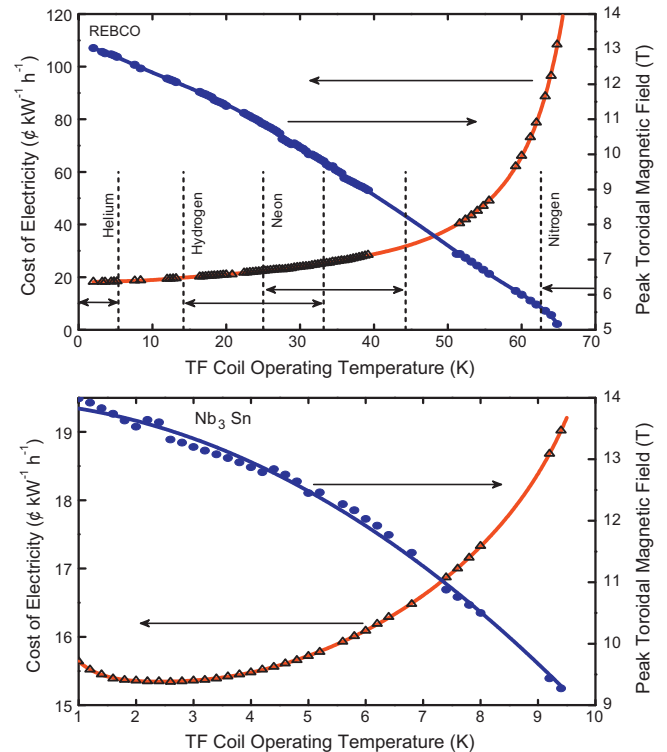 REBCO
Cost of Electricity (¢ kW⁻¹ h⁻¹)
120
100
80
60
40
20
0
Helium
Hydrogen
Neon
Nitrogen
14
13
12
11
10
9
8
7
6
5
Peak Toroidal Magnetic Field (T)
0 10 20 30 40 50 60 70
TF Coil Operating Temperature (K)
Nb₃ Sn
Cost of Electricity (¢ kW⁻¹ h⁻¹)
19
18
17
16
15
14
13
12
11
10
9
Peak Toroidal Magnetic Field (T)
1 2 3 4 5 6 7 8 9 10
TF Coil Operating Temperature (K)